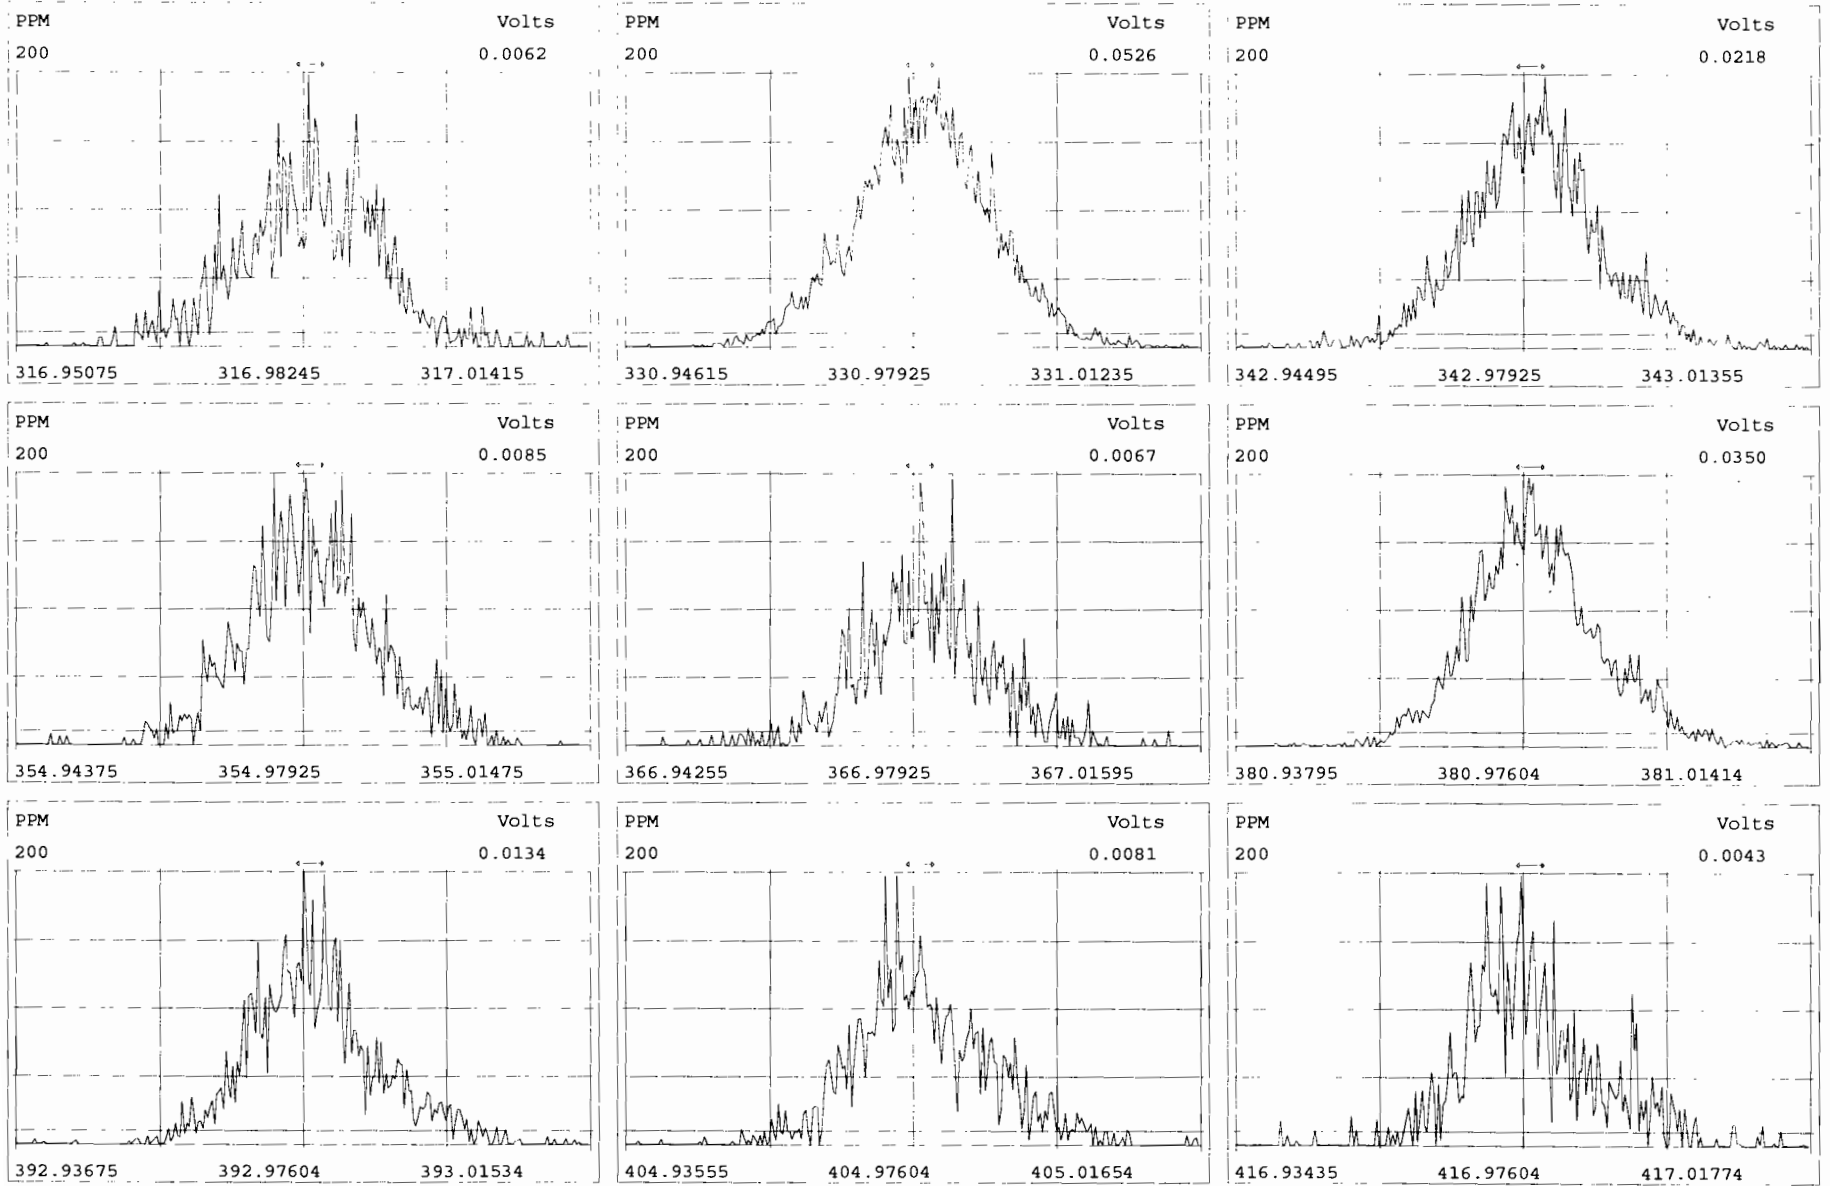 PPM Volts
200 0.0062
316.95075 316.98245 317.01415
PPM Volts
200 0.0526
330.94615 330.97925 331.01235
PPM Volts
200 0.0218
342.94495 342.97925 343.01355
PPM Volts
200 0.0085
354.94375 354.97925 355.01475
PPM Volts
200 0.0067
366.94255 366.97925 367.01595
PPM Volts
200 0.0350
380.93795 380.97604 381.01414
PPM Volts
200 0.0134
392.93675 392.97604 393.01534
PPM Volts
200 0.0081
404.93555 404.97604 405.01654
PPM Volts
200 0.0043
416.93435 416.97604 417.01774